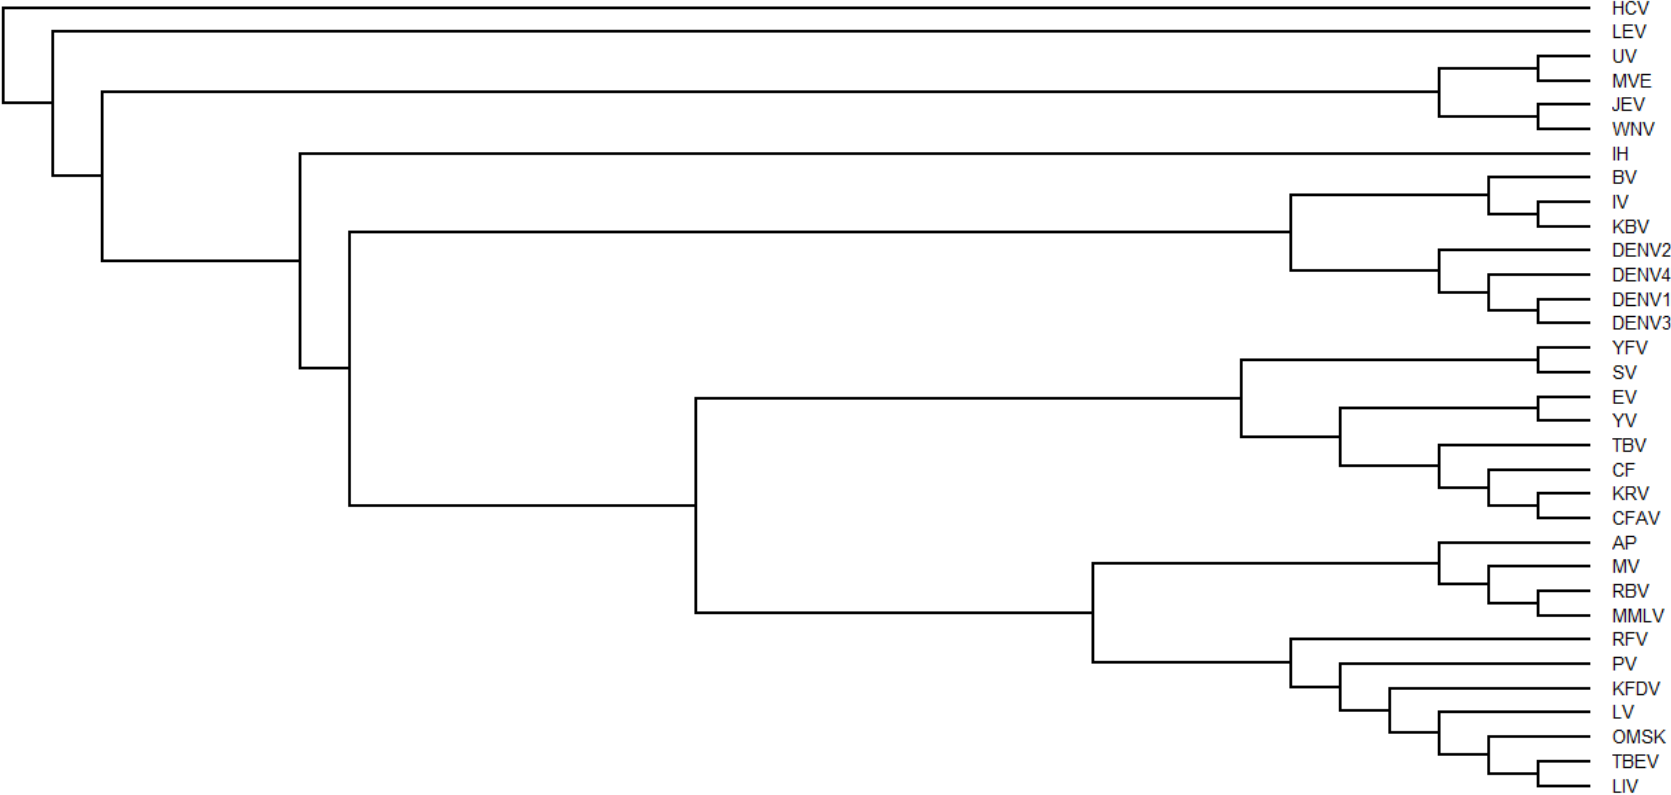 HCV
LEV
UV
MVE
JEV
WNV
IH
BV
IV
KBV
DENV2
DENV4
DENV1
DENV3
YFV
SV
EV
YV
TBV
CF
KRV
CFAV
AP
MV
RBV
MMLV
RFV
PV
KFDV
LV
OMSK
TBEV
LIV